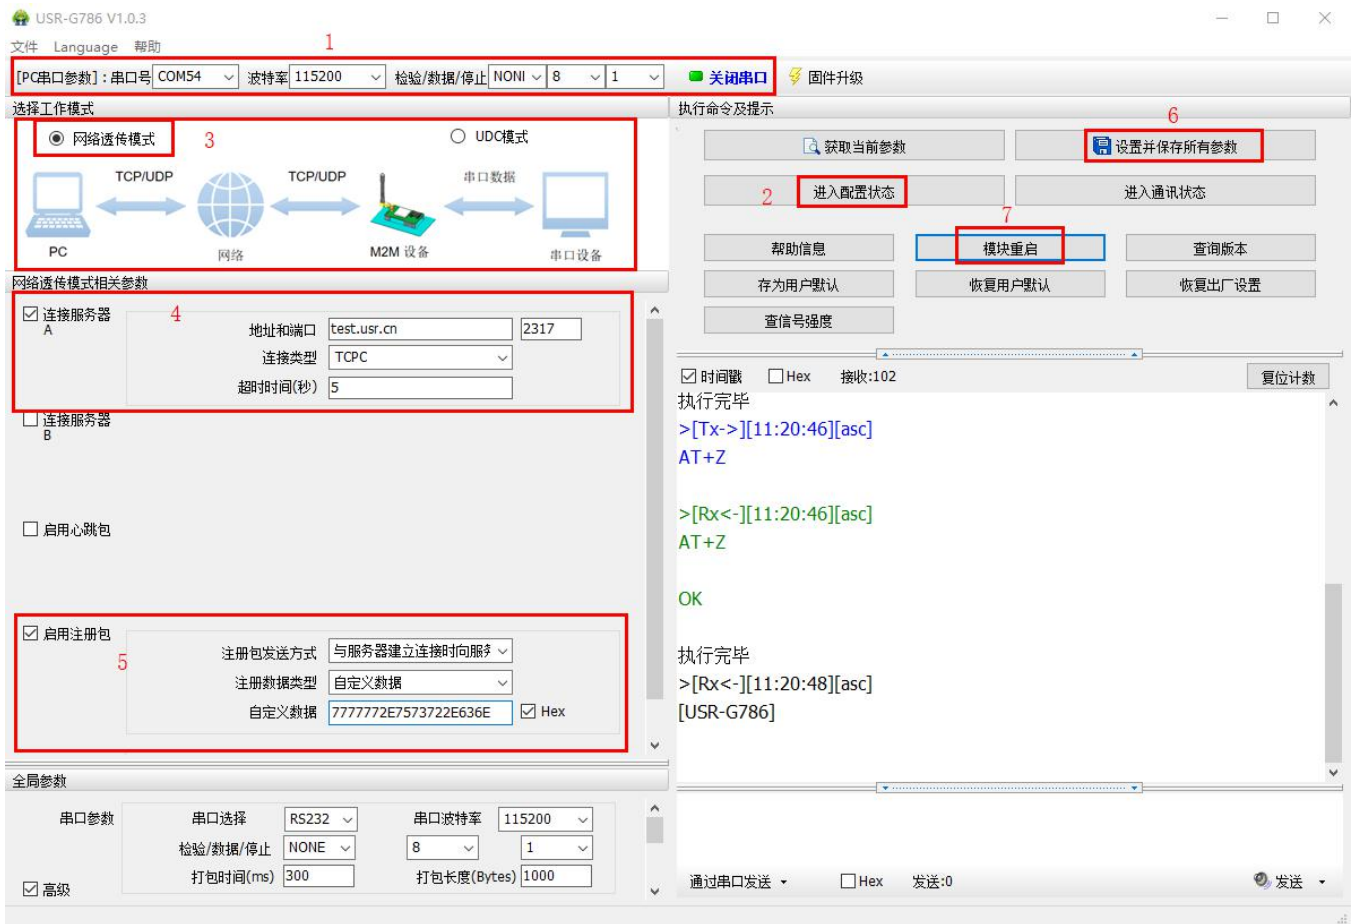 USR-G786 V1.0.3
文件 Language 帮助
1
[PC串口参数]：串口号 COM54 波特率 115200 检验/数据/停止 NONI 8 1 关闭串口 固件升级
选择工作模式
网络透传模式 3 UDC模式
TCP/UDP TCP/UDP 串口数据
PC 网络 M2M 设备 串口设备
网络透传模式相关参数
连接服务器
A
4
地址和端口 test.usr.cn 2317
连接类型 TCPC
超时时间(秒) 5
连接服务器
B
启用心跳包
启用注册包
5
注册包发送方式 与服务器建立连接时向服务
注册数据类型 自定义数据
自定义数据 7777772E7573722E636E Hex
全局参数
串口参数 串口选择 RS232 串口波特率 115200
检验/数据/停止 NONE 8 1
打包时间(ms) 300 打包长度(Bytes) 1000
高级
执行命令及提示
6
获取当前参数 设置并保存所有参数
2 进入配置状态 进入通讯状态
7
帮助信息 模块重启 查询版本
存为用户默认 恢复用户默认 恢复出厂设置
查信号强度
时间戳 Hex 接收:102 复位计数
执行完毕
>[Tx->][11:20:46][asc]
AT+Z
>[Rx<-][11:20:46][asc]
AT+Z
OK
执行完毕
>[Rx<-][11:20:48][asc]
[USR-G786]
通过串口发送 Hex 发送:0 发送